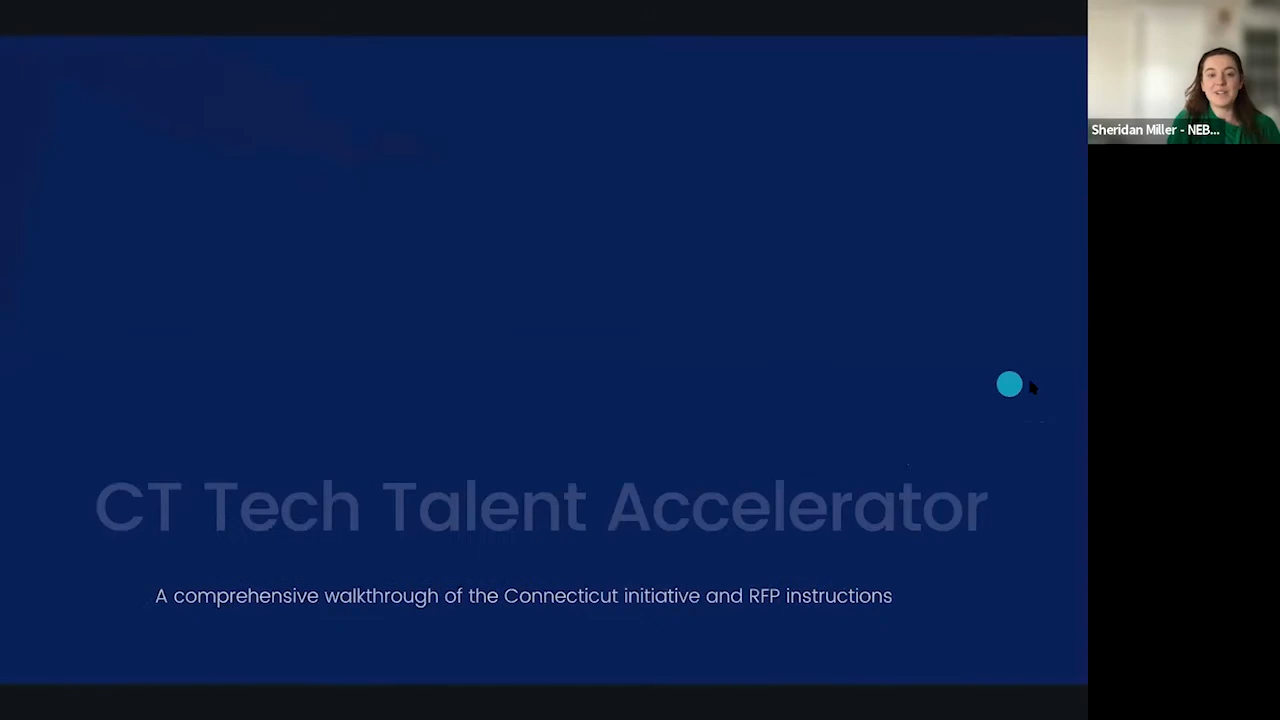 Sheridan Miller - NEB...
CT Tech Talent Accelerator
A comprehensive walkthrough of the Connecticut initiative and RFP instructions